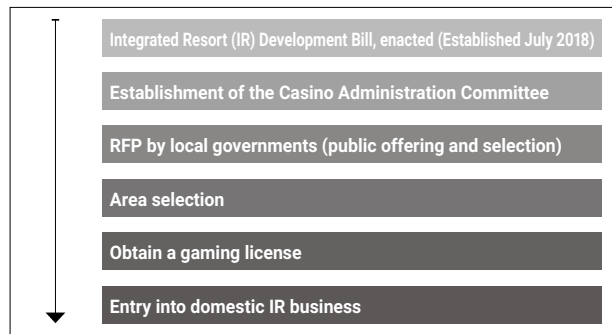 Integrated Resort (IR) Development Bill, enacted (Established July 2018)
Establishment of the Casino Administration Committee
RFP by local governments (public offering and selection)
Area selection
Obtain a gaming license
Entry into domestic IR business